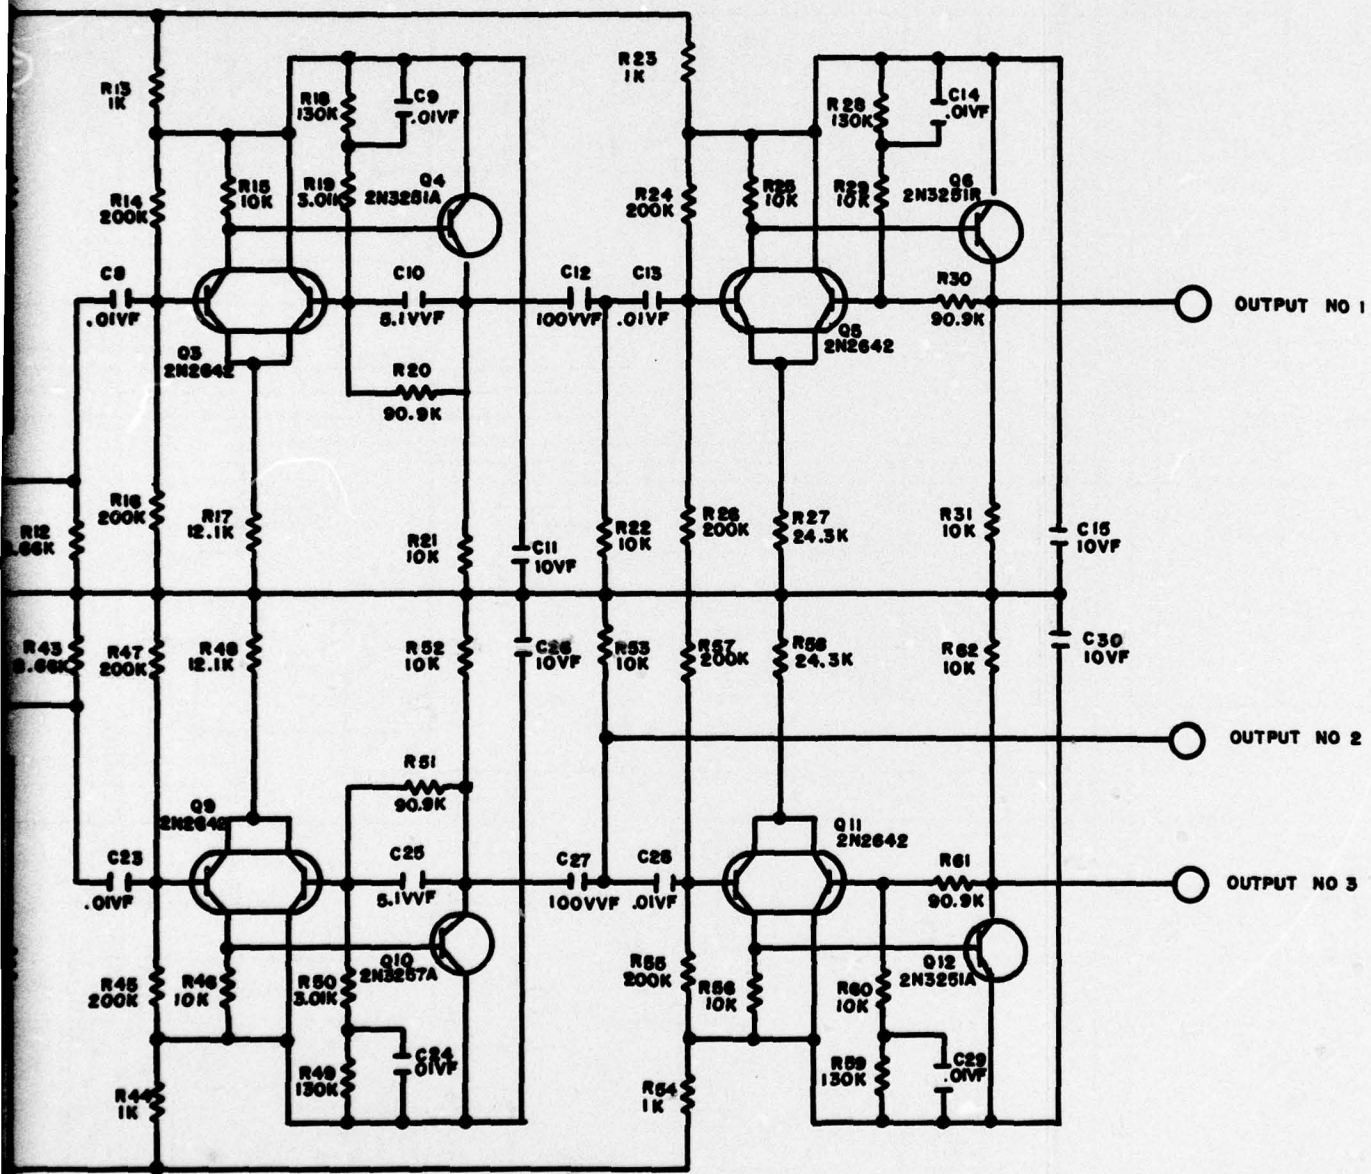 R13
1K
R18
130K
C9
.01VF
R23
1K
R28
130K
C14
.01VF
R14
200K
R15
10K
R19
3.01K
Q4
2N3251A
R24
200K
R25
10K
R29
10K
Q6
2N3251A
C8
.01VF
C10
5.1VVF
C12
100VVF
C13
.01VF
R30
90.9K
OUTPUT NO 1
Q3
2N2642
Q5
2N2642
R20
90.9K
R12
.66K
R16
200K
R17
12.1K
R21
10K
C11
10VF
R22
10K
R26
200K
R27
24.3K
R31
10K
C15
10VF
R43
.66K
R47
200K
R48
12.1K
R52
10K
C26
10VF
R53
10K
R57
200K
R58
24.3K
R62
10K
C30
10VF
OUTPUT NO 2
R51
90.9K
Q9
2N2642
Q11
2N2642
C23
.01VF
C25
5.1VVF
C27
100VVF
C28
.01VF
R61
90.9K
OUTPUT NO 3
R45
200K
R46
10K
R50
3.01K
Q10
2N3257A
R55
200K
R56
10K
R60
10K
Q12
2N3251A
R44
1K
R49
130K
C24
.01VF
R54
1K
R59
130K
C29
.01VF